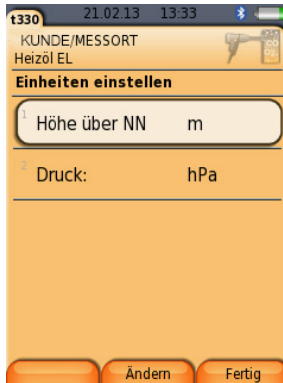 t330 21.02.13 13:33
KUNDE/MESSORT
Heizöl EL
Einheiten einstellen
1 Höhe über NN m
2 Druck: hPa
Ändern Fertig